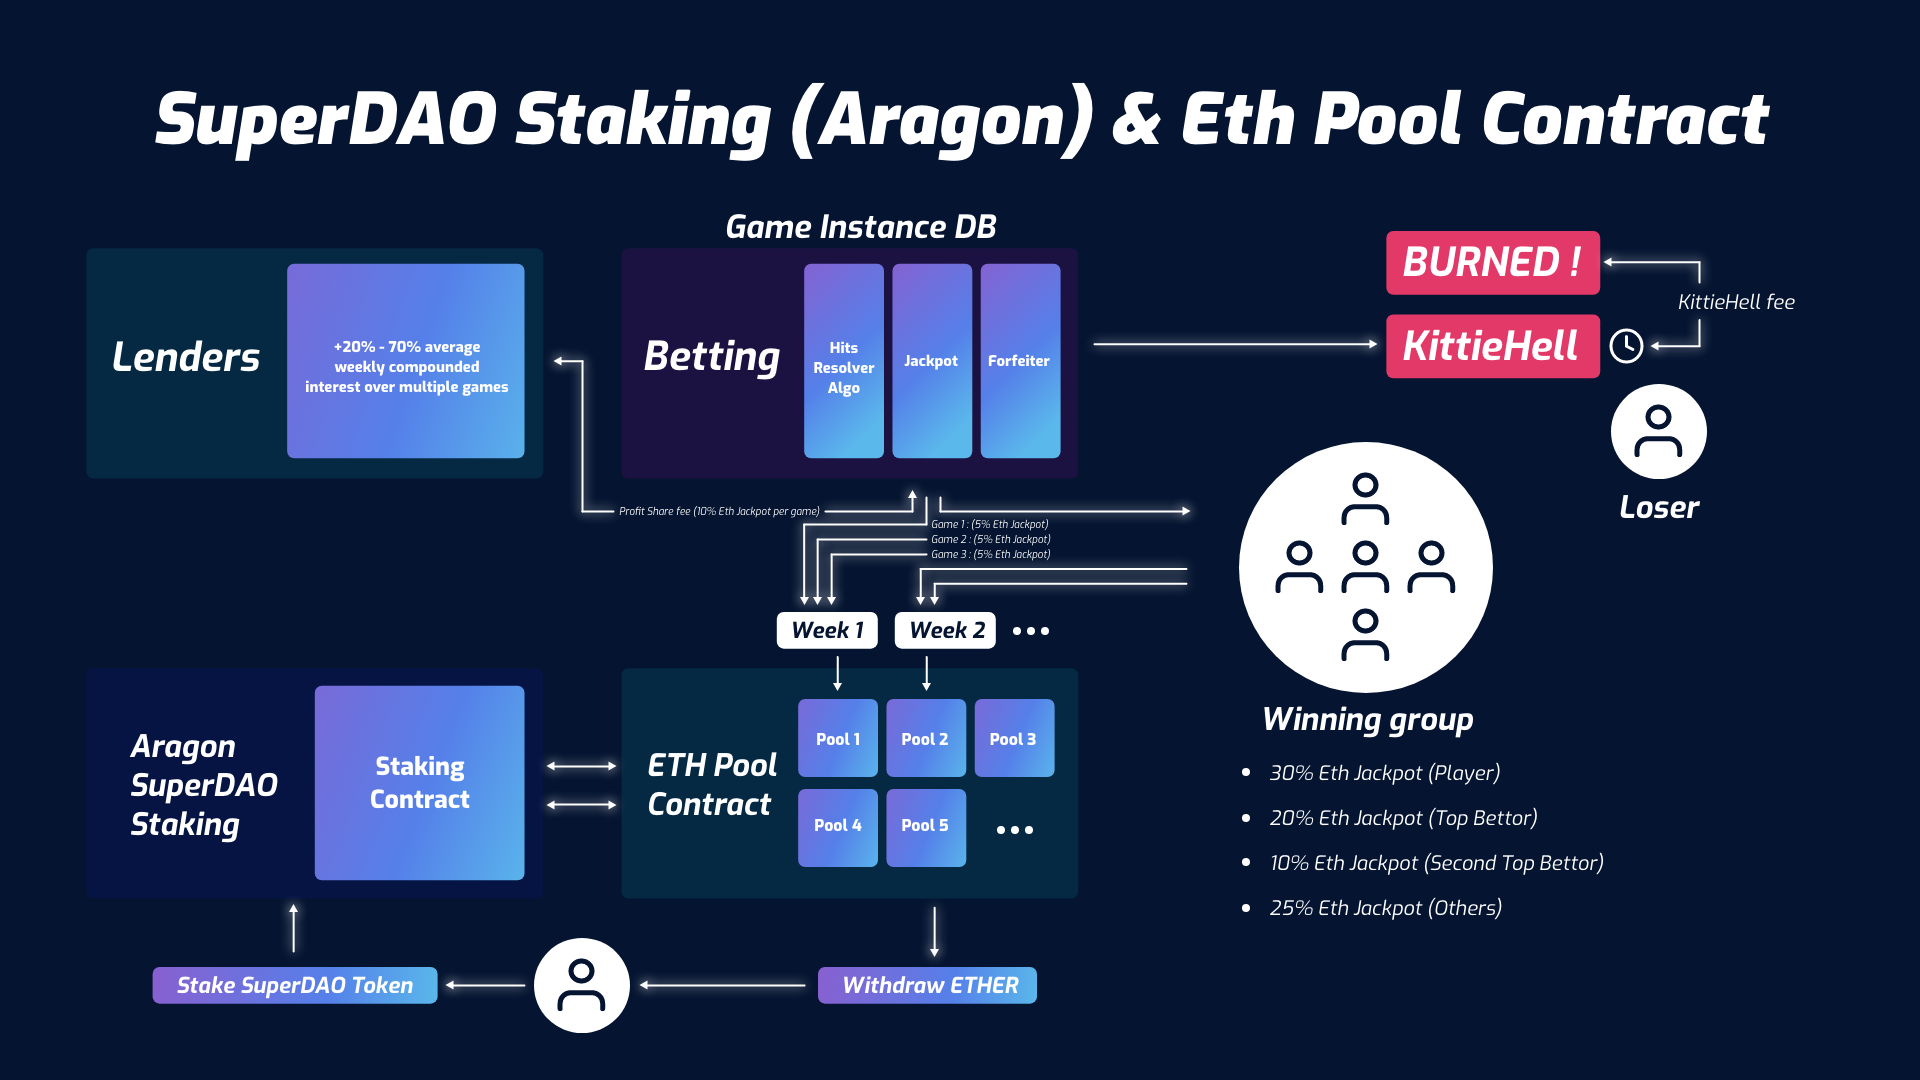 SuperDAO Staking (Aragon) & Eth Pool Contract
Game Instance DB
Lenders
+20% - 70% average
weekly compounded
interest over multiple games
Betting
Hits
Resolver
Algo
Jackpot
Forfeiter
BURNED !
KittieHell fee
KittieHell
Loser
Profit Share fee (10% Eth Jackpot per game)
Game 1 : (5% Eth Jackpot)
Game 2 : (5% Eth Jackpot)
Game 3 : (5% Eth Jackpot)
Week 1
Week 2
Winning group
30% Eth Jackpot (Player)
20% Eth Jackpot (Top Bettor)
10% Eth Jackpot (Second Top Bettor)
25% Eth Jackpot (Others)
Aragon
SuperDAO
Staking
Staking
Contract
ETH Pool
Contract
Pool 1
Pool 2
Pool 3
Pool 4
Pool 5
Stake SuperDAO Token
Withdraw ETHER